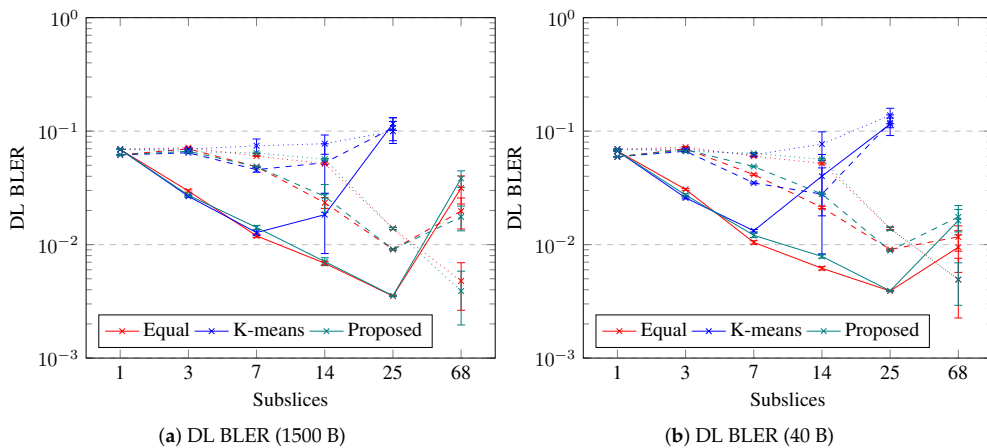 10^0
10^−1
10^−2
10^−3
DL BLER
1 3 7 14 25 68
Subslices
Equal K-means Proposed
(a) DL BLER (1500 B)
10^0
10^−1
10^−2
10^−3
DL BLER
1 3 7 14 25 68
Subslices
Equal K-means Proposed
(b) DL BLER (40 B)